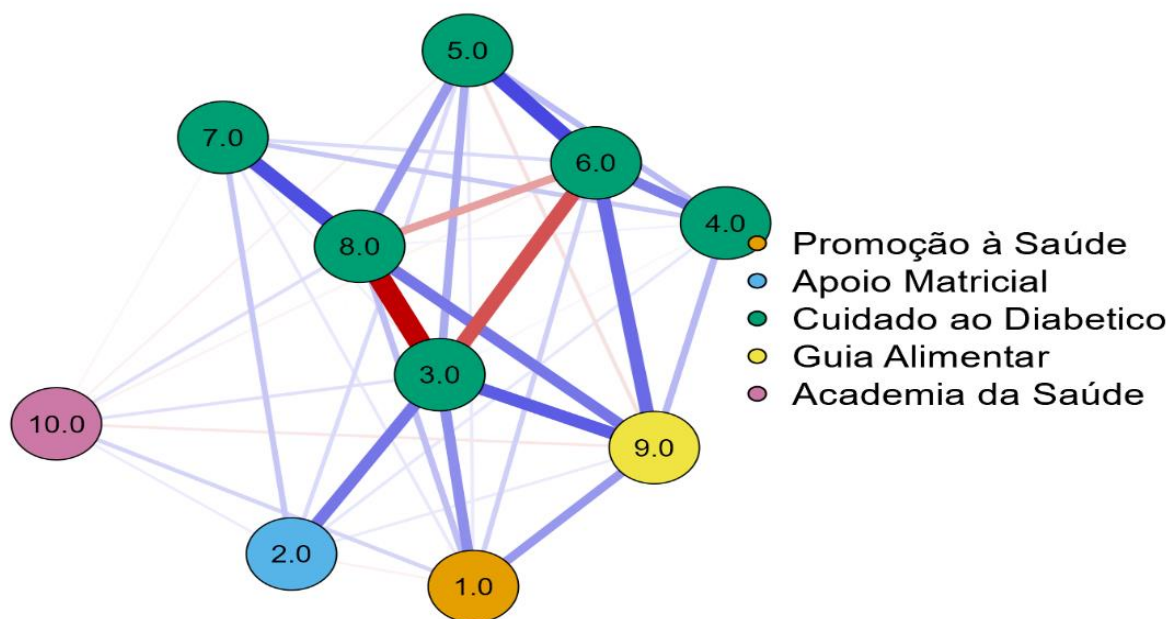 5.0
7.0
6.0
4.0
8.0
Promoção à Saúde
Apoio Matricial
Cuidado ao Diabetico
Guia Alimentar
Academia da Saúde
3.0
10.0
9.0
2.0
1.0